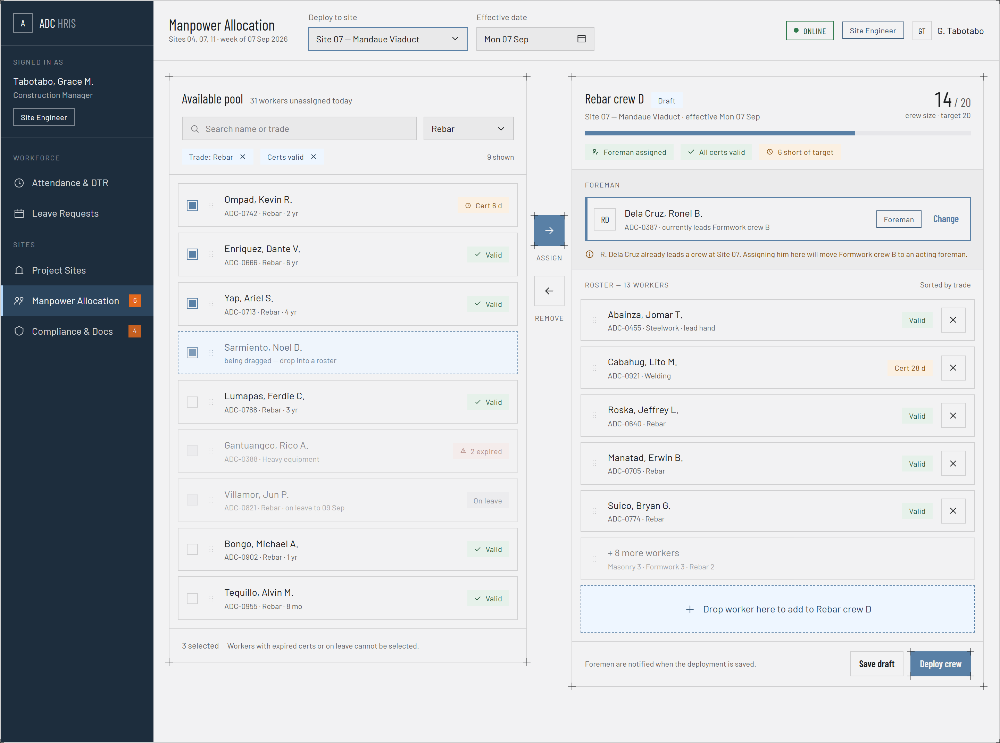 A
ADC HRIS
SIGNED IN AS
Tabotabo, Grace M.
Construction Manager
Site Engineer
WORKFORCE
Attendance & DTR
Leave Requests
SITES
Project Sites
Manpower Allocation 6
Compliance & Docs 4
Manpower Allocation
Sites 04, 07, 11 · week of 07 Sep 2026
Deploy to site
Site 07 — Mandaue Viaduct
Effective date
Mon 07 Sep
ONLINE
Site Engineer
GT
G. Tabotabo
Available pool 31 workers unassigned today
Search name or trade
Rebar
Trade: Rebar
Certs valid
9 shown
Ompad, Kevin R.
ADC-0742 · Rebar · 2 yr
Cert 6 d
Enriquez, Dante V.
ADC-0666 · Rebar · 6 yr
Valid
Yap, Ariel S.
ADC-0713 · Rebar · 4 yr
Valid
Sarmiento, Noel D.
being dragged — drop into a roster
Lumapas, Ferdie C.
ADC-0788 · Rebar · 3 yr
Valid
Gantuangco, Rico A.
ADC-0388 · Heavy equipment
2 expired
Villamor, Jun P.
ADC-0821 · Rebar · on leave to 09 Sep
On leave
Bongo, Michael A.
ADC-0902 · Rebar · 1 yr
Valid
Tequillo, Alvin M.
ADC-0955 · Rebar · 8 mo
Valid
3 selected Workers with expired certs or on leave cannot be selected.
ASSIGN
REMOVE
Rebar crew D Draft
Site 07 — Mandaue Viaduct · effective Mon 07 Sep
14 / 20
crew size · target 20
Foreman assigned
All certs valid
6 short of target
FOREMAN
RD
Dela Cruz, Ronel B.
ADC-0387 · currently leads Formwork crew B
Foreman
Change
R. Dela Cruz already leads a crew at Site 07. Assigning him here will move Formwork crew B to an acting foreman.
ROSTER — 13 WORKERS
Sorted by trade
Abainza, Jomar T.
ADC-0455 · Steelwork · lead hand
Valid
Cabahug, Lito M.
ADC-0921 · Welding
Cert 28 d
Roska, Jeffrey L.
ADC-0640 · Rebar
Valid
Manatad, Erwin B.
ADC-0705 · Rebar
Valid
Suico, Bryan G.
ADC-0774 · Rebar
Valid
+ 8 more workers
Masonry 3 · Formwork 3 · Rebar 2
Drop worker here to add to Rebar crew D
Foremen are notified when the deployment is saved.
Save draft
Deploy crew